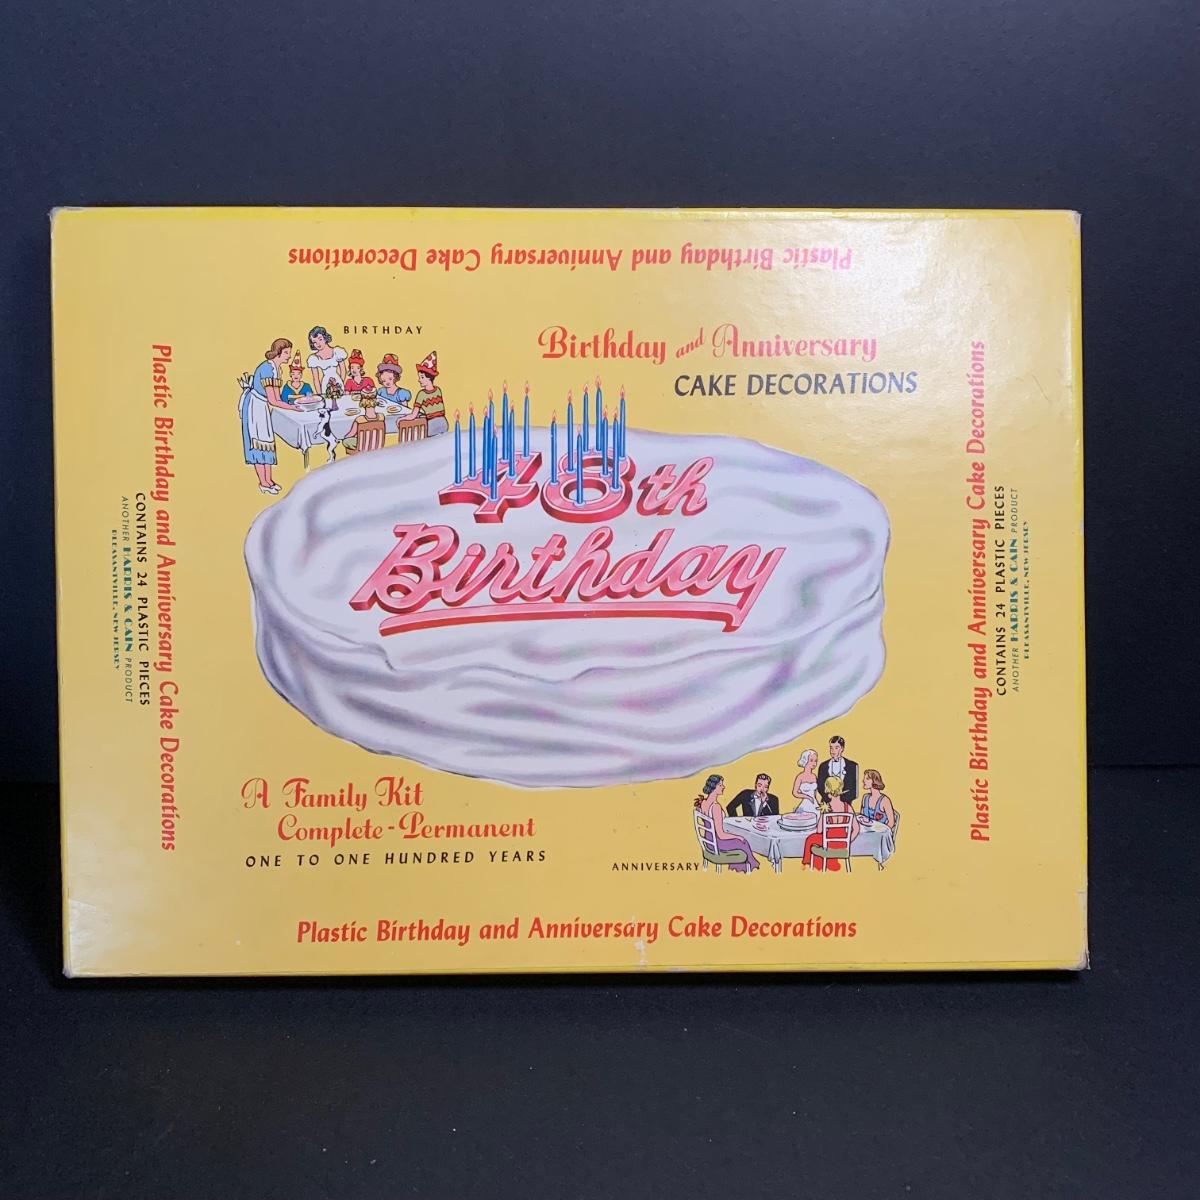 Plastic Birthday and Anniversary Cake Decorations
BIRTHDAY
Birthday and Anniversary
CAKE DECORATIONS
48th
Birthday
Plastic Birthday and Anniversary Cake Decorations
CONTAINS 24 PLASTIC PIECES
ANOTHER HARRIS & CAIN PRODUCT
PLEASANTVILLE, NEW JERSEY
Plastic Birthday and Anniversary Cake Decorations
CONTAINS 24 PLASTIC PIECES
ANOTHER HARRIS & CAIN PRODUCT
PLEASANTVILLE, NEW JERSEY
A Family Kit
Complete-Permanent
ONE TO ONE HUNDRED YEARS
ANNIVERSARY
Plastic Birthday and Anniversary Cake Decorations